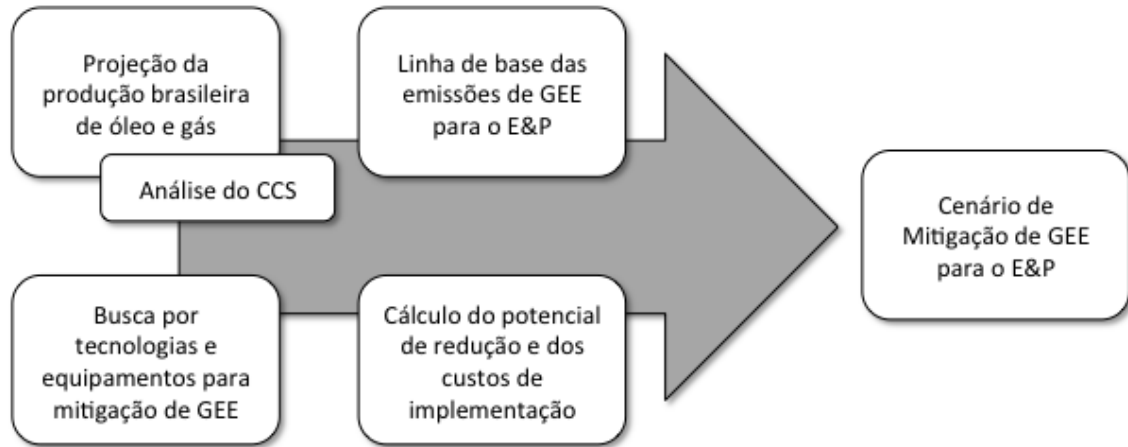 Projeção da
produção brasileira
de óleo e gás
Análise do CCS
Linha de base das
emissões de GEE
para o E&P
Busca por
tecnologias e
equipamentos para
mitigação de GEE
Cálculo do potencial
de redução e dos
custos de
implementação
Cenário de
Mitigação de GEE
para o E&P